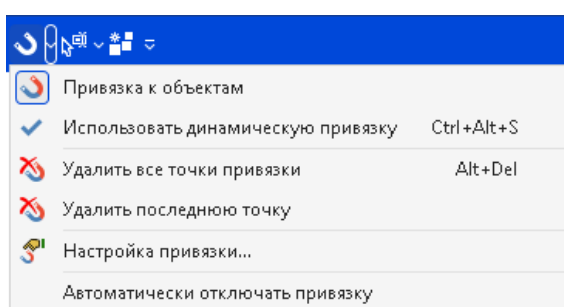 Привязка к объектам
Использовать динамическую привязку Ctrl+Alt+S
Удалить все точки привязки Alt+Del
Удалить последнюю точку
Настройка привязки...
Автоматически отключать привязку